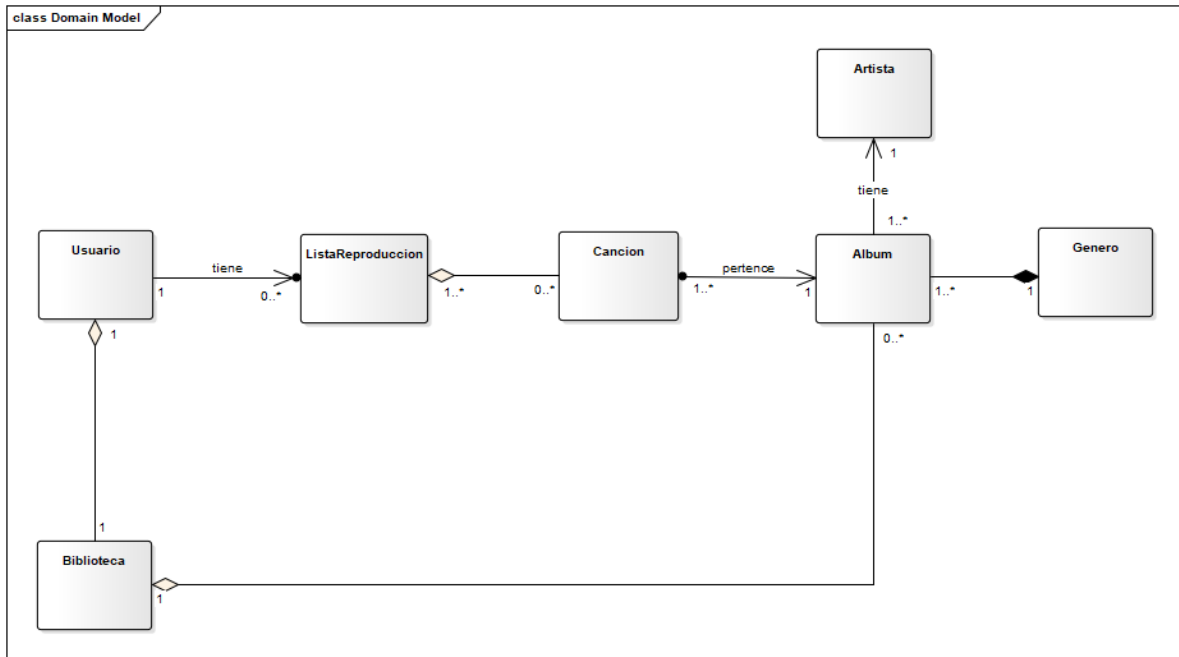 class Domain Model
Artista
1
tiene
1..*
Usuario
tiene
1
0..*
ListaReproduccion
1..*
0..*
Cancion
pertence
1..*
1
Album
1..*
1
Genero
0..*
1
1
Biblioteca
1